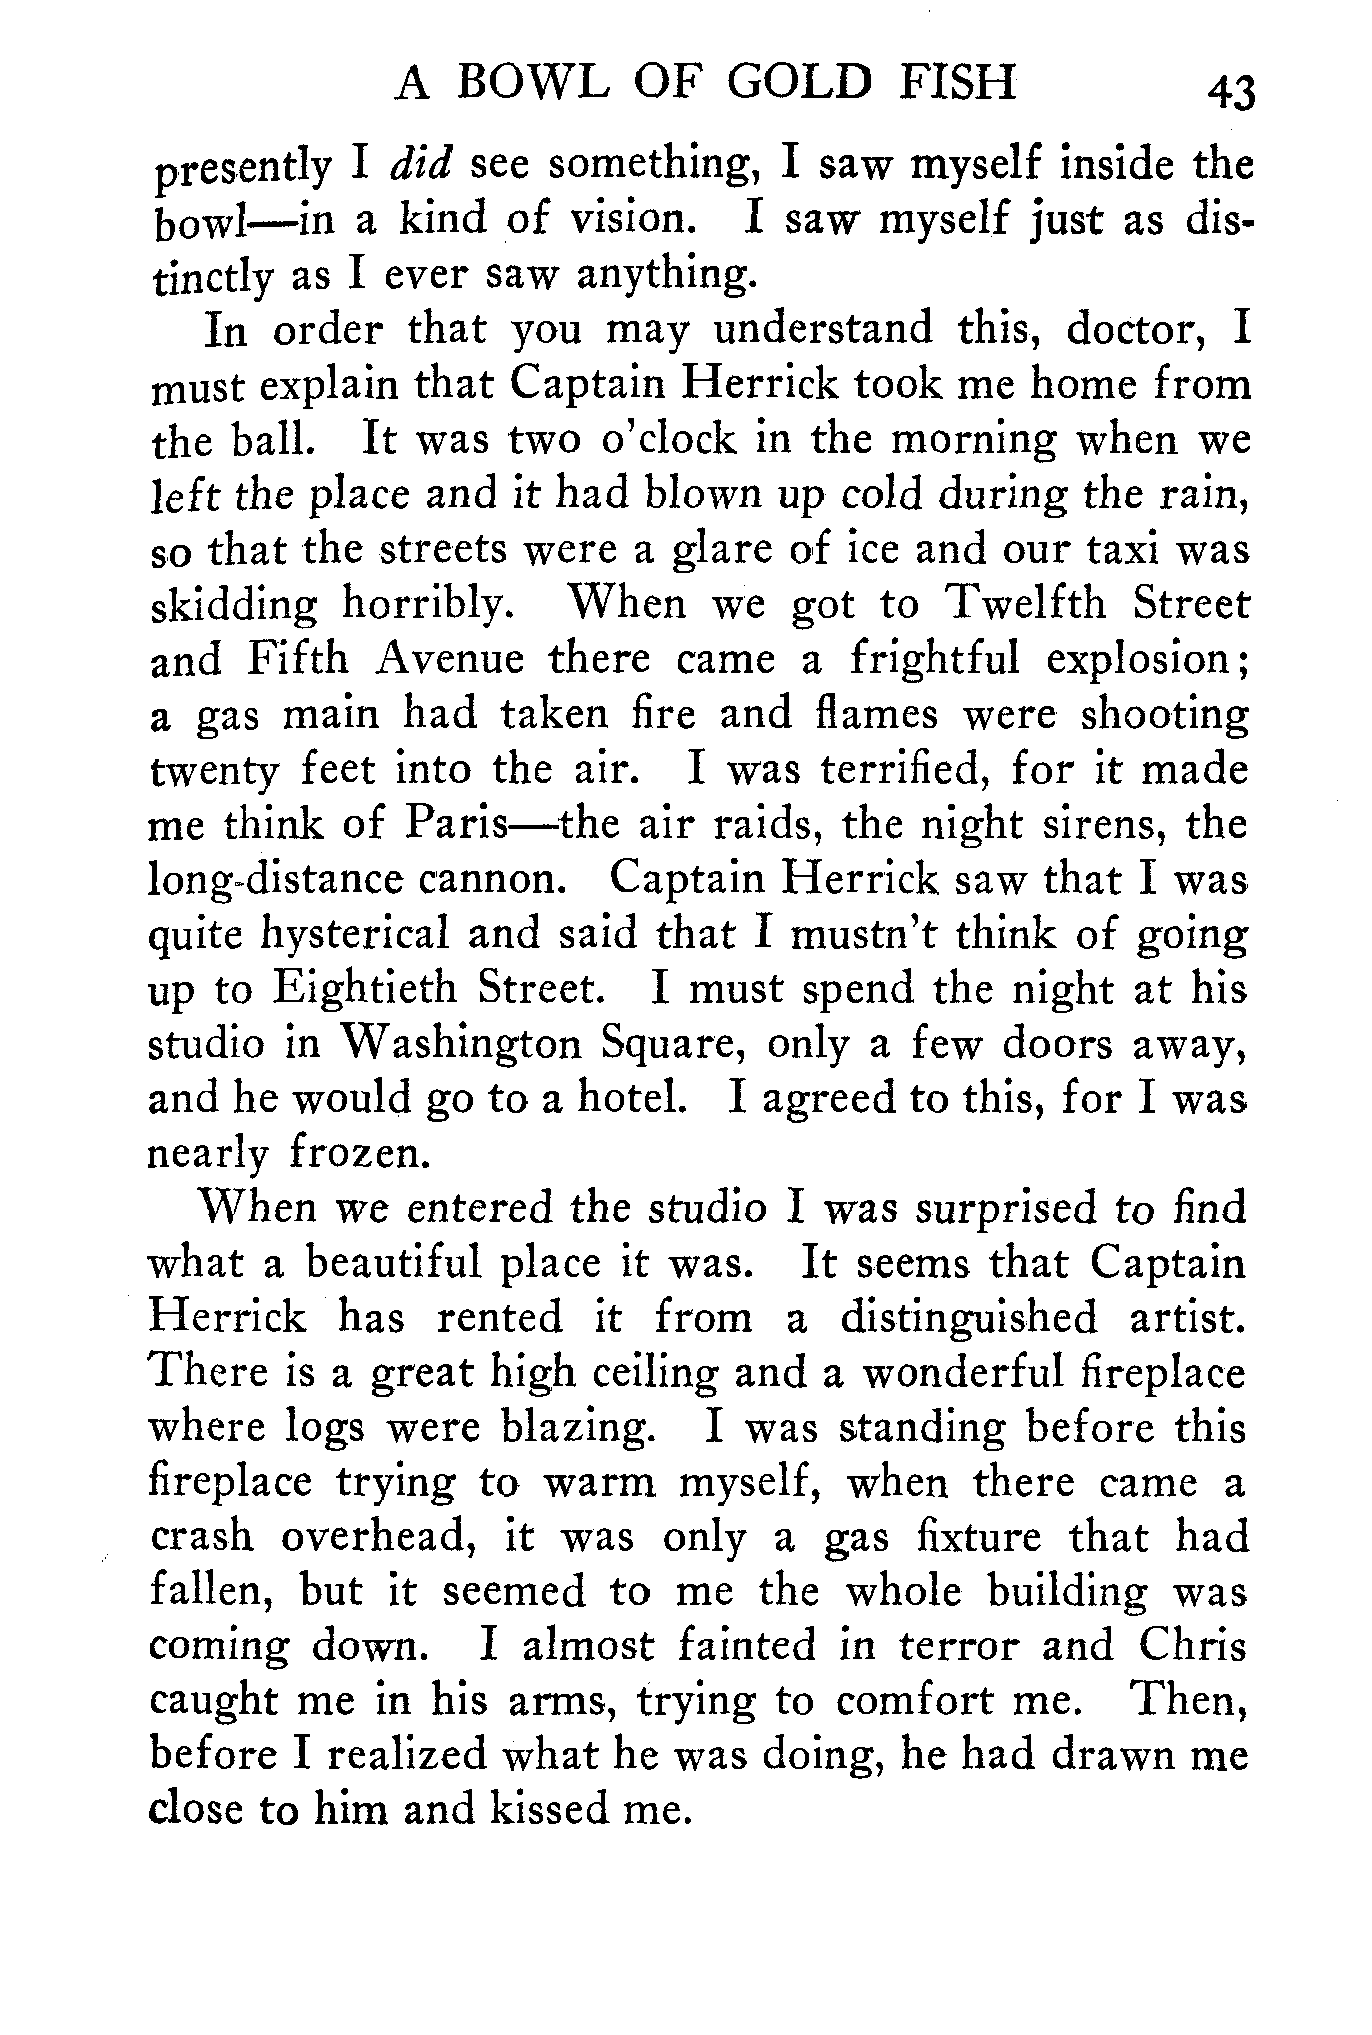 A BOWL OF GOLD FISH 43
presently I did see something, I saw myself inside the
bowl—in a kind of vision. I saw myself just as dis-
tinctly as I ever saw anything.
In order that you may understand this, doctor, I
must explain that Captain Herrick took me home from
the ball. It was two o'clock in the morning when we
left the place and it had blown up cold during the rain,
so that the streets were a glare of ice and our taxi was
skidding horribly. When we got to Twelfth Street
and Fifth Avenue there came a frightful explosion;
a gas main had taken fire and flames were shooting
twenty feet into the air. I was terrified, for it made
me think of Paris—the air raids, the night sirens, the
long-distance cannon. Captain Herrick saw that I was
quite hysterical and said that I mustn't think of going
up to Eightieth Street. I must spend the night at his
studio in Washington Square, only a few doors away,
and he would go to a hotel. I agreed to this, for I was
nearly frozen.
When we entered the studio I was surprised to find
what a beautiful place it was. It seems that Captain
Herrick has rented it from a distinguished artist.
There is a great high ceiling and a wonderful fireplace
where logs were blazing. I was standing before this
fireplace trying to warm myself, when there came a
crash overhead, it was only a gas fixture that had
fallen, but it seemed to me the whole building was
coming down. I almost fainted in terror and Chris
caught me in his arms, trying to comfort me. Then,
before I realized what he was doing, he had drawn me
close to him and kissed me.